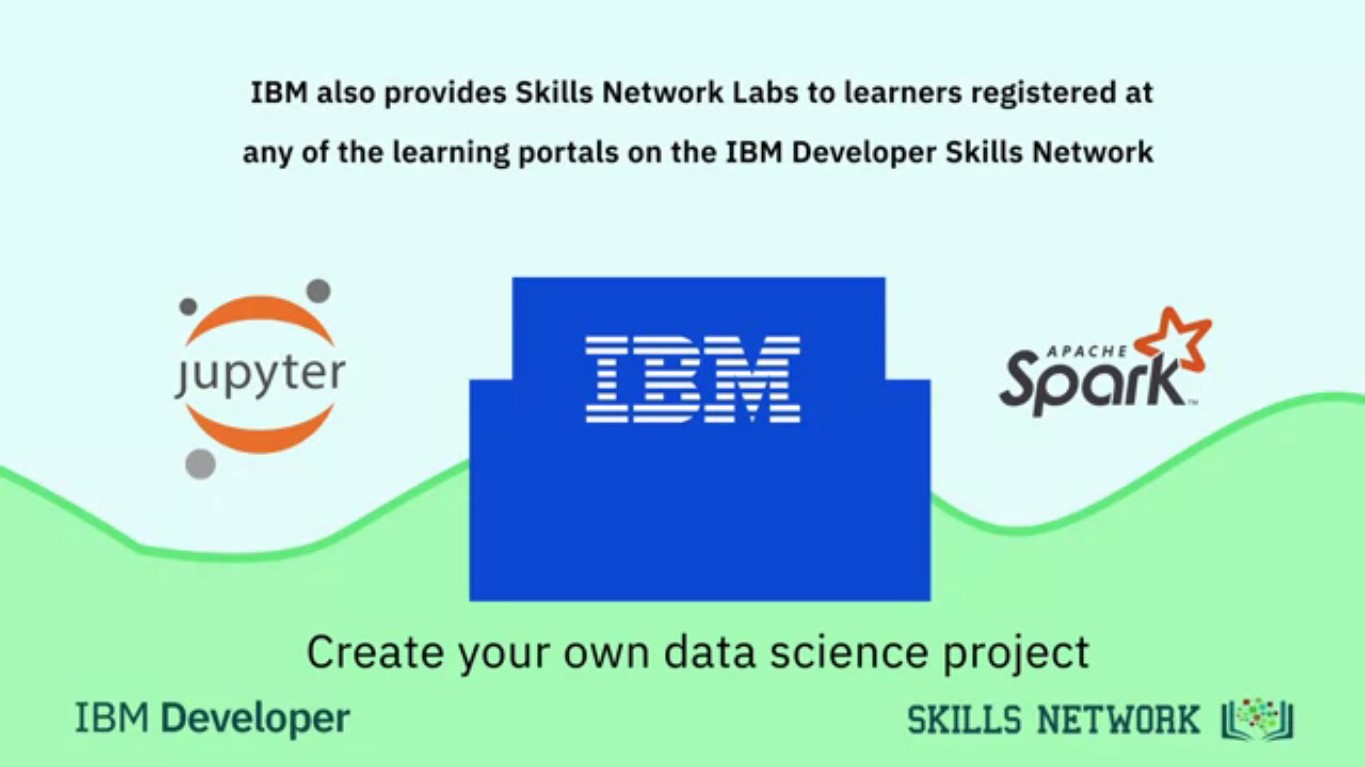 IBM also provides Skills Network Labs to learners registered at
any of the learning portals on the IBM Developer Skills Network
jupyter
IBM
APACHE
Spark™
Create your own data science project
IBM Developer
SKILLS NETWORK